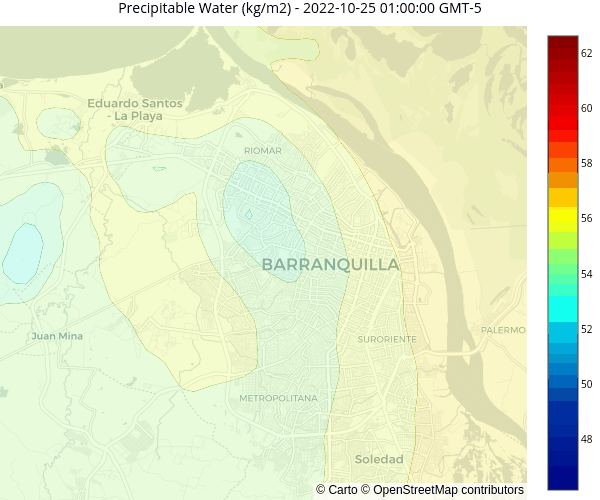 Precipitable Water (kg/m2) - 2022-10-25 01:00:00 GMT-5
62
Eduardo Santos
- La Playa
60
RIOMAR
58
56
BARRANQUILLA
54
52
Juan Mina
SURORIENTE
PALERMO
50
METROPOLITANA
48
Soledad
© Carto © OpenStreetMap contributors